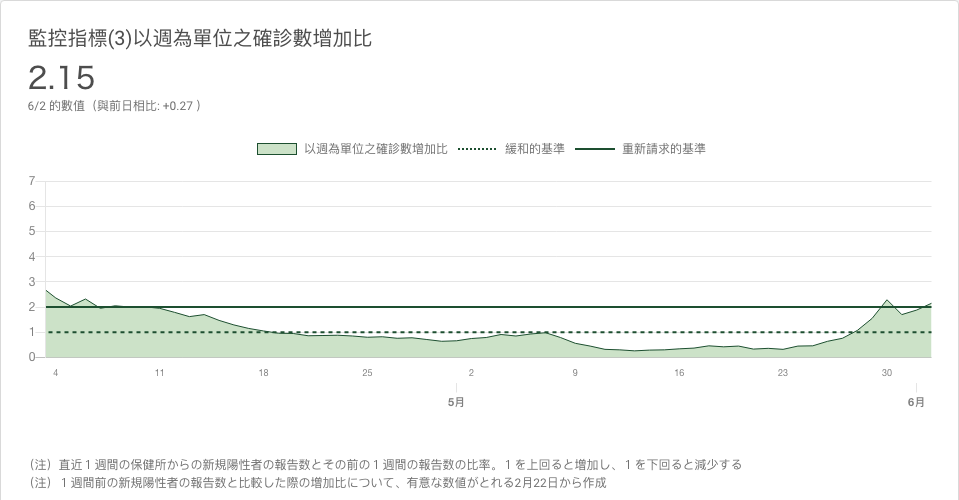 監控指標(3)以週為單位之確診數增加比
2.15
6/2 的數值（與前日相比: +0.27 ）
以週為單位之確診數增加比 緩和的基準 重新請求的基準
7
6
5
4
3
2
1
0
4 11 18 25 2 9 16 23 30
5月 6月
（注）直近１週間の保健所からの新規陽性者の報告数とその前の１週間の報告数の比率。１を上回ると増加し、１を下回ると減少する
（注）１週間前の新規陽性者の報告数と比較した際の増加比について、有意な数値がとれる2月22日から作成